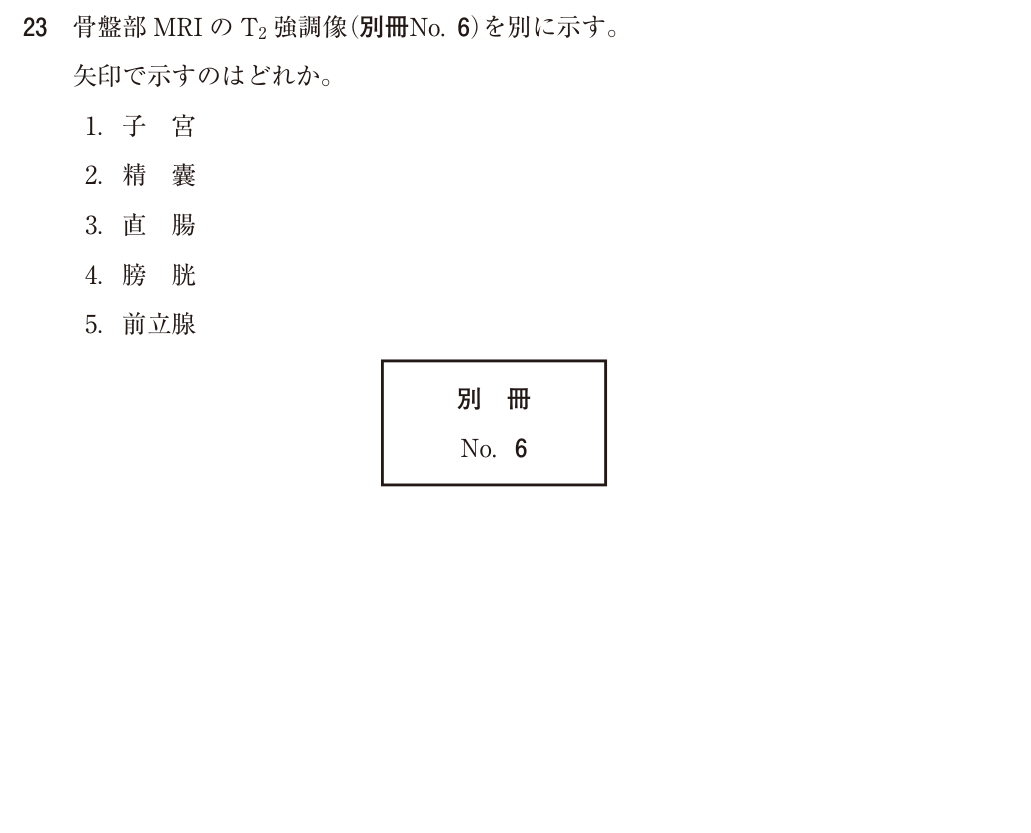 23 骨盤部 MRI の T₂ 強調像(別冊No. 6)を別に示す。
矢印で示すのはどれか。
1. 子 宮
2. 精 囊
3. 直 腸
4. 膀 胱
5. 前立腺
別 冊
No. 6